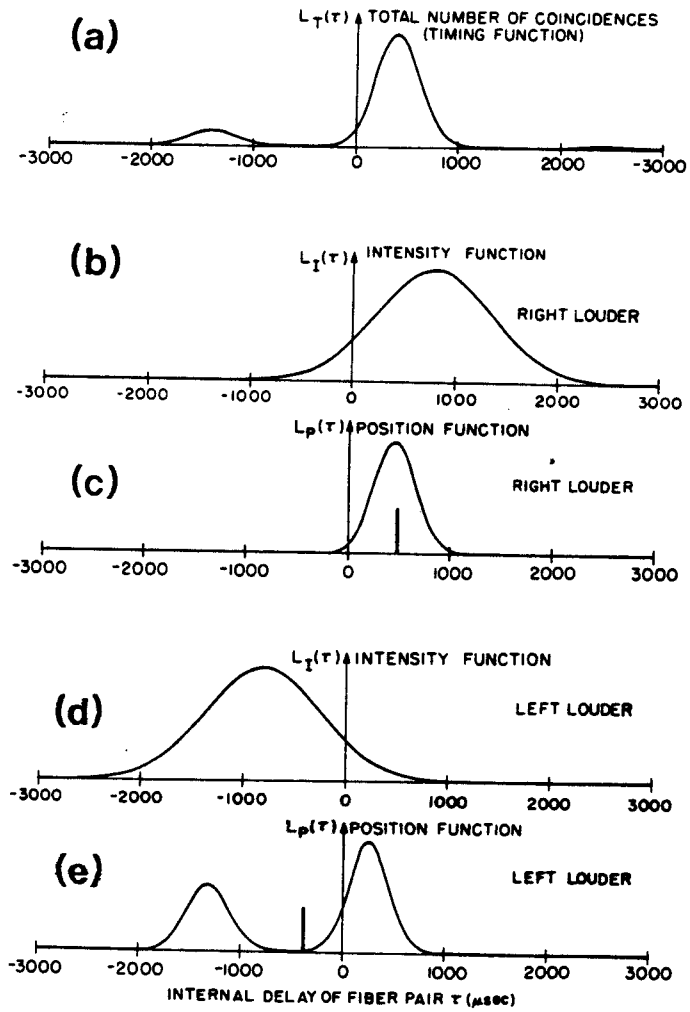 (a)
L_T(τ) TOTAL NUMBER OF COINCIDENCES
(TIMING FUNCTION)
-3000 -2000 -1000 0 1000 2000 -3000
(b)
L_I(τ) INTENSITY FUNCTION
RIGHT LOUDER
-3000 -2000 -1000 0 1000 2000 3000
(c)
L_P(τ) POSITION FUNCTION
RIGHT LOUDER
-3000 -2000 -1000 0 1000 2000 3000
(d)
L_I(τ) INTENSITY FUNCTION
LEFT LOUDER
-3000 -2000 -1000 0 1000 2000 3000
(e)
L_P(τ) POSITION FUNCTION
LEFT LOUDER
-3000 -2000 -1000 0 1000 2000 3000
INTERNAL DELAY OF FIBER PAIR τ (μsec)